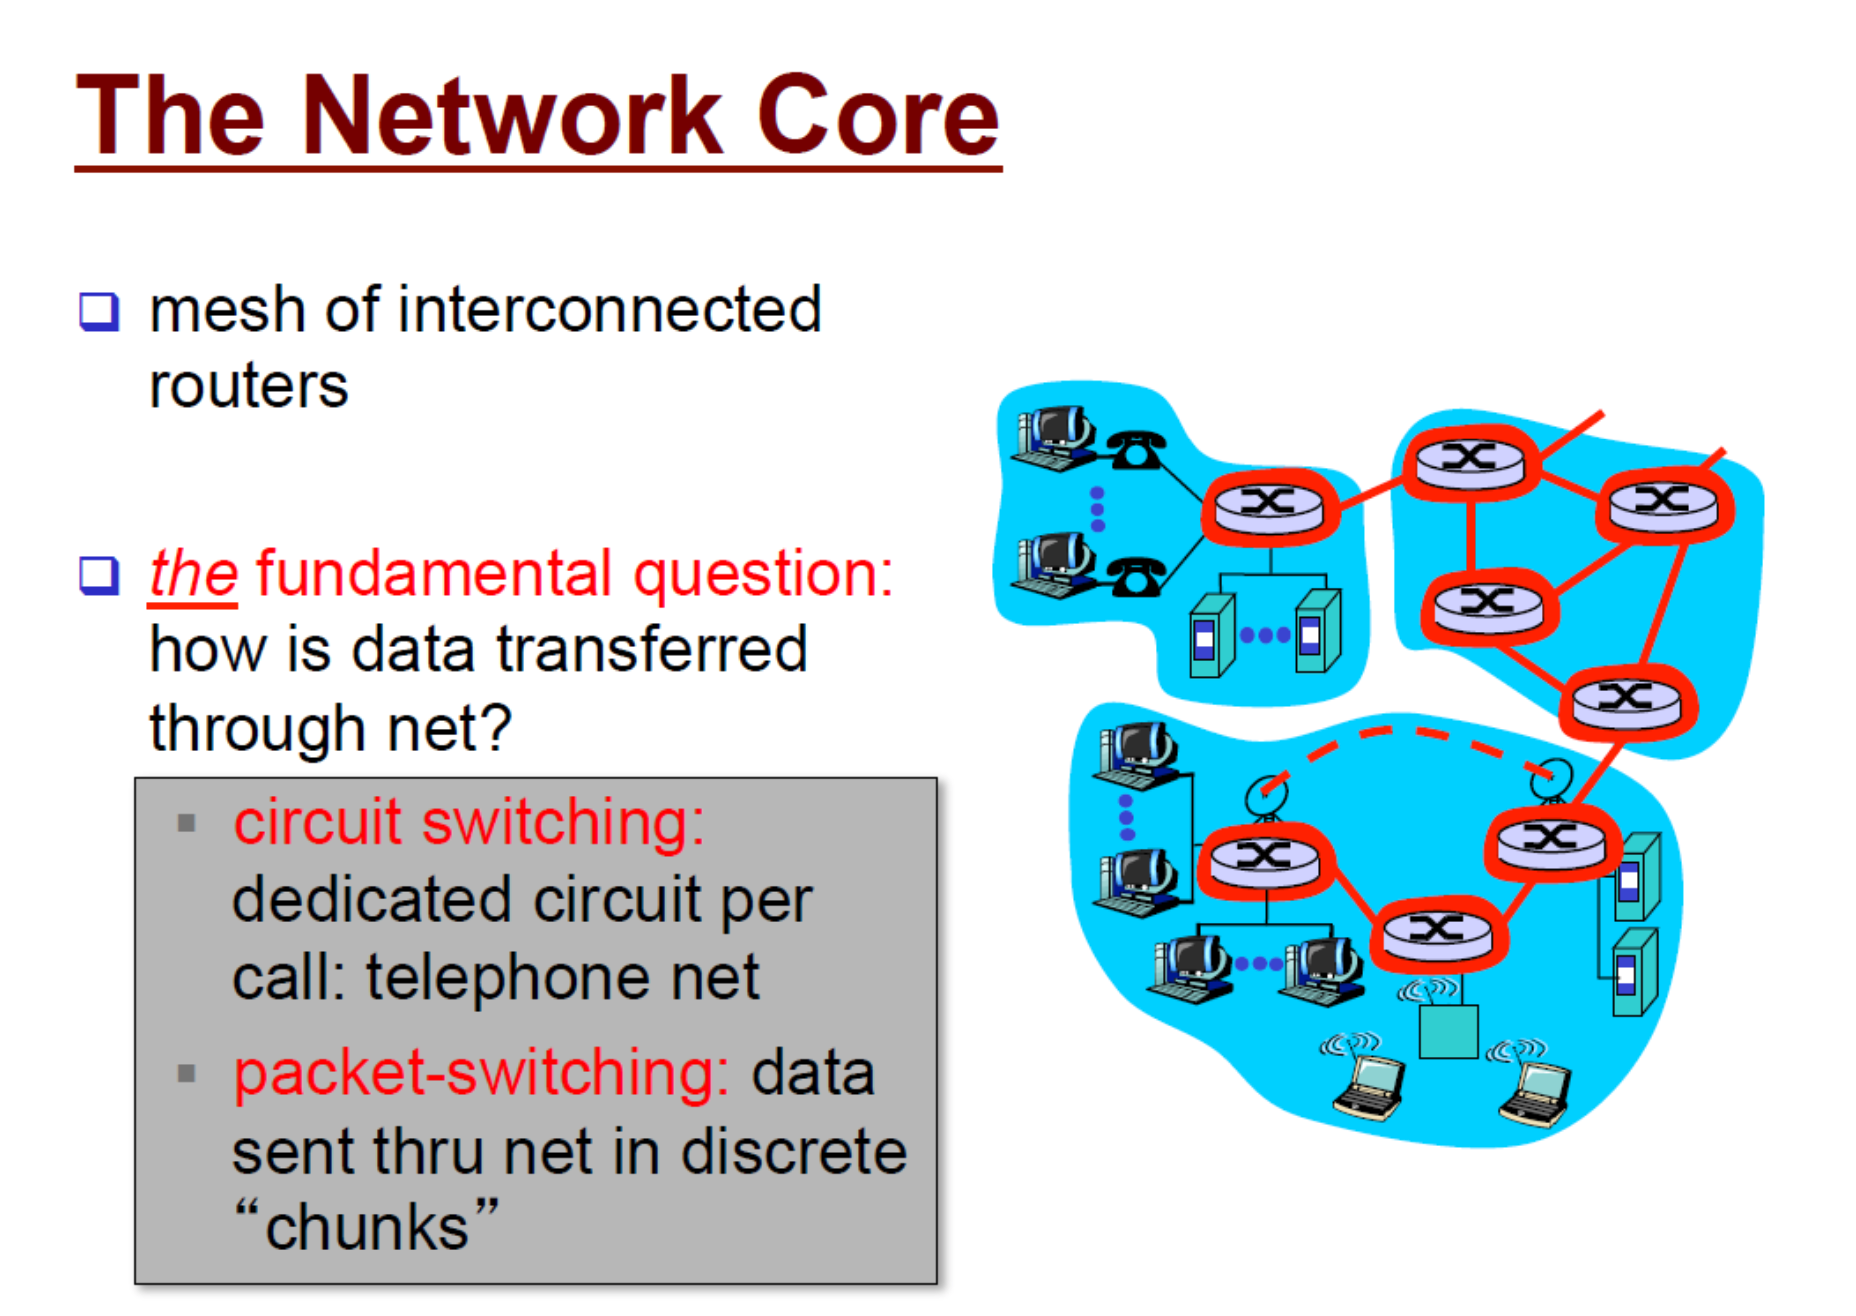 The Network Core
mesh of interconnected
routers
the fundamental question:
how is data transferred
through net?
circuit switching:
dedicated circuit per
call: telephone net
packet-switching: data
sent thru net in discrete
“chunks”